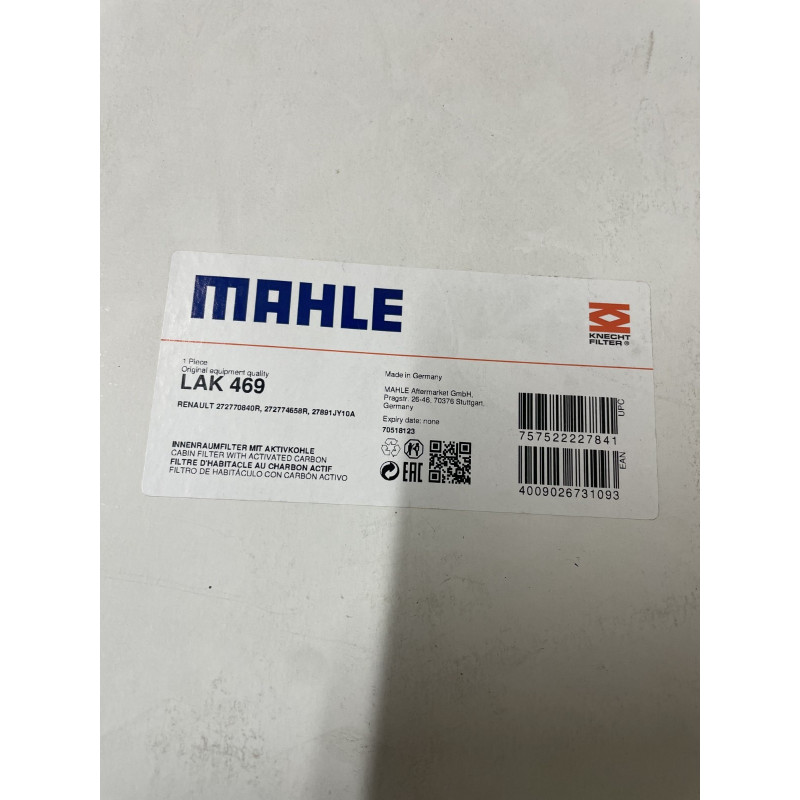 MAHLE
KNECHT
FILTER®
1 Piece
Original equipment quality
LAK 469
RENAULT 272770840R, 272774658R, 27891JY10A
INNENRAUMFILTER MIT AKTIVKOHLE
CABIN FILTER WITH ACTIVATED CARBON
FILTRE D'HABITACLE AU CHARBON ACTIF
FILTRO DE HABITÁCULO CON CARBÓN ACTIVO
Made in Germany
MAHLE Aftermarket GmbH,
Pragstr. 26-46, 70376 Stuttgart,
Germany
Expiry date: none
70518123
EAC
UPC
757522227841
EAN
4009026731093